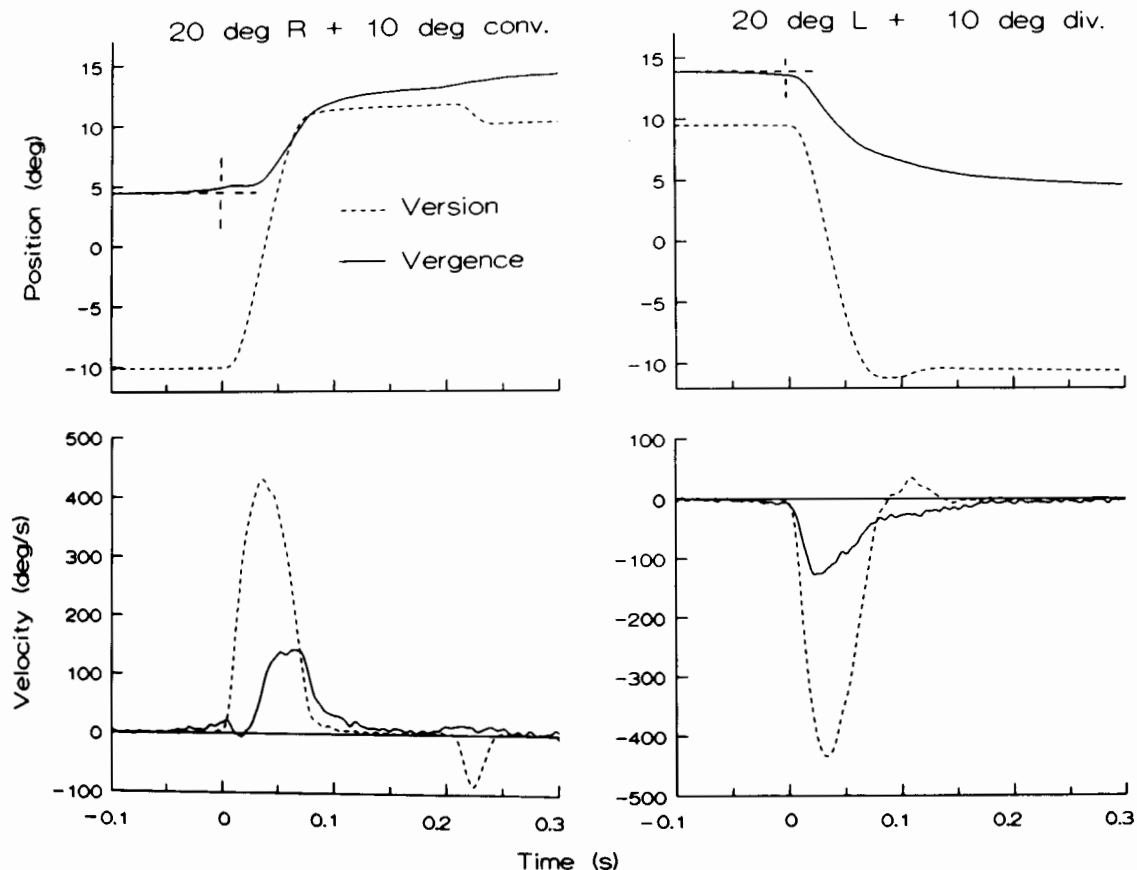 20 deg R + 10 deg conv.
20 deg L + 10 deg div.
Position (deg)
15
10
5
0
-5
-10
Version
Vergence
15
10
5
0
-5
-10
Velocity (deg/s)
500
400
300
200
100
0
-100
-0.1 0 0.1 0.2 0.3
100
0
-100
-200
-300
-400
-500
-0.1 0 0.1 0.2 0.3
Time (s)